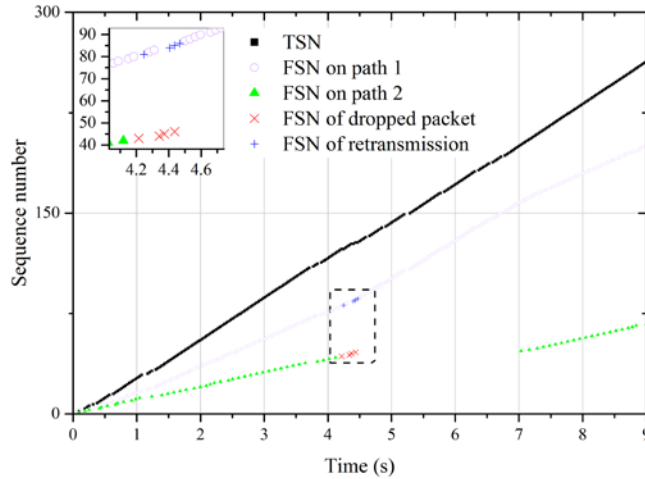 300
150
0
Sequence number
90
80
70
60
50
40
4.2 4.4 4.6
TSN
FSN on path 1
FSN on path 2
FSN of dropped packet
FSN of retransmission
0 1 2 3 4 5 6 7 8 9
Time (s)